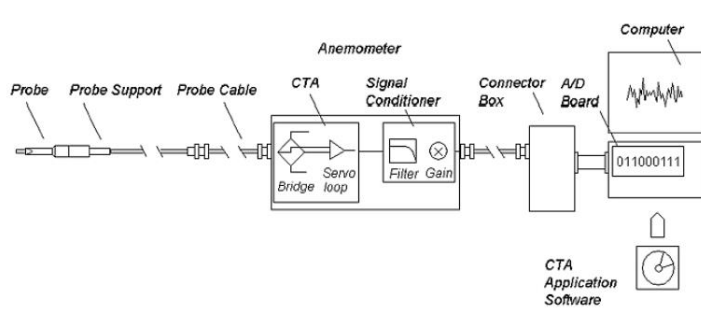 Computer
Anemometer
Probe
Probe Support
Probe Cable
CTA
Signal
Conditioner
Connector
Box
A/D
Board
011000111
Bridge
Servo
loop
Filter
Gain
CTA
Application
Software